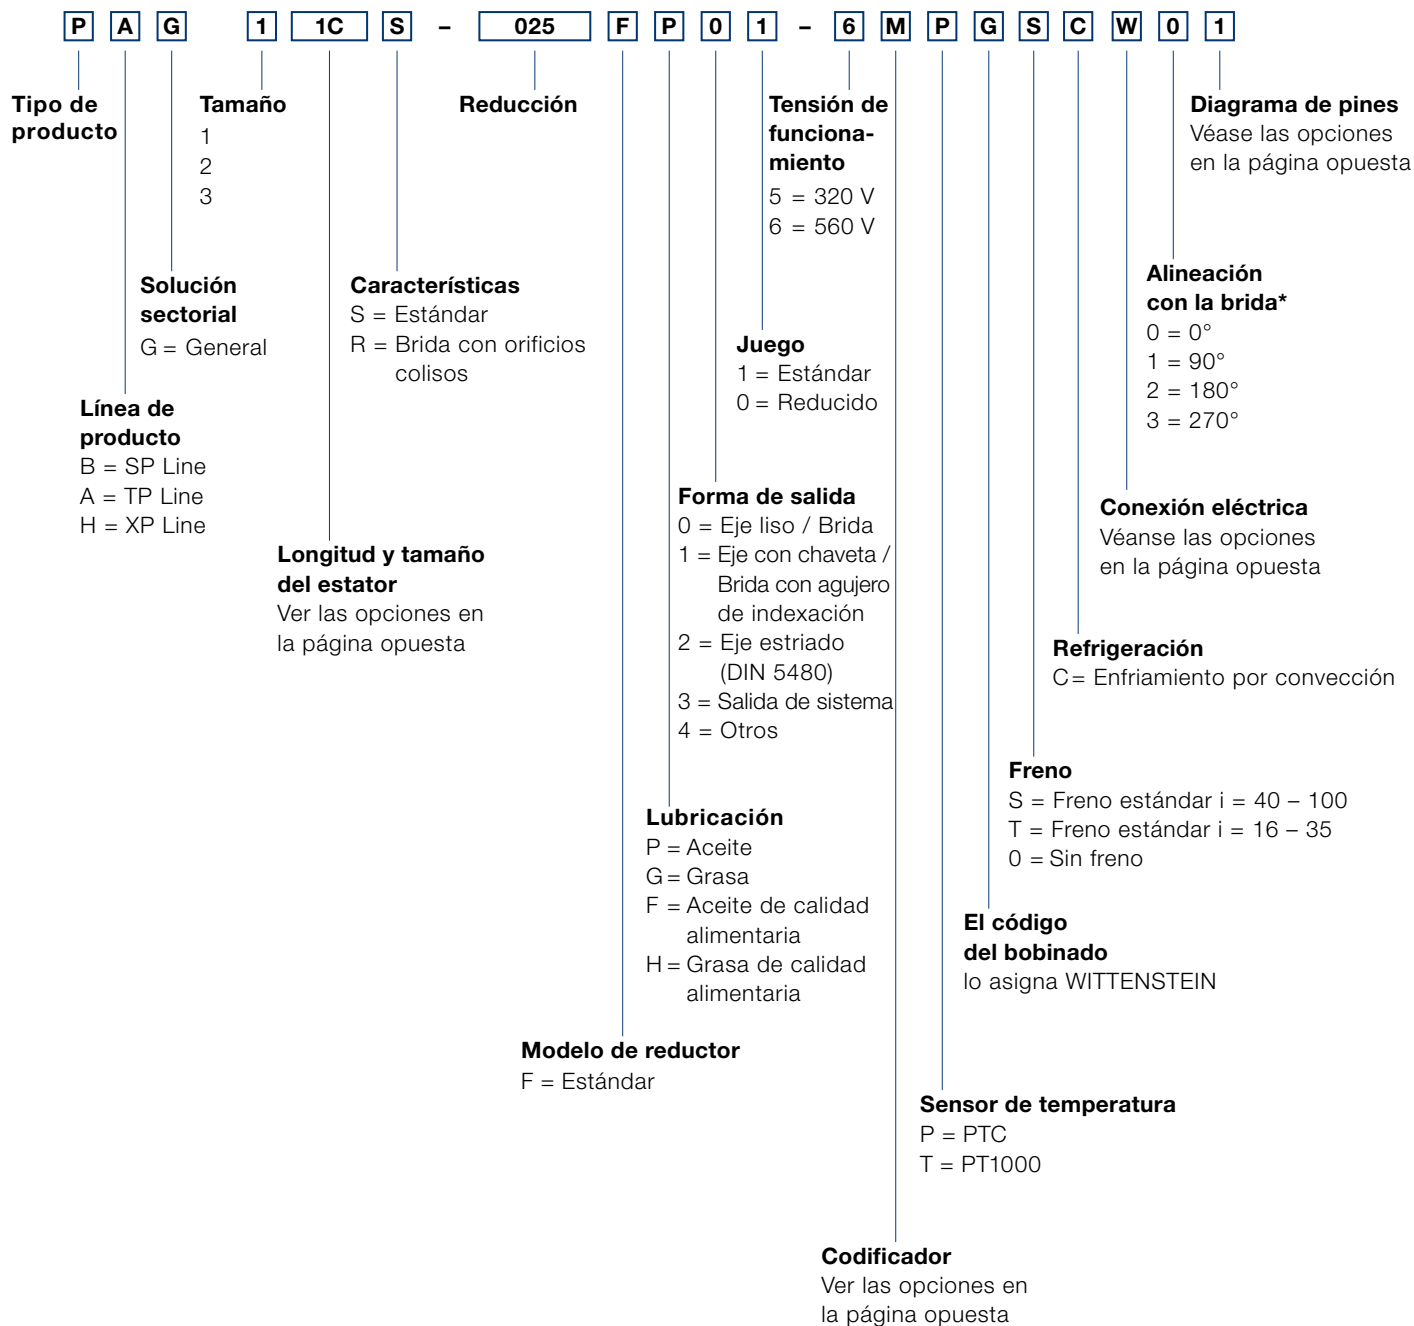 P A G 1 1C S – 025 F P 0 1 – 6 M P G S C W 0 1
Tipo de
producto
Tamaño
1
2
3
Reducción
Tensión de
funciona-
miento
5 = 320 V
6 = 560 V
Diagrama de pines
Véase las opciones
en la página opuesta
Solución
sectorial
G = General
Características
S = Estándar
R = Brida con orificios
colisos
Juego
1 = Estándar
0 = Reducido
Alineación
con la brida*
0 = 0°
1 = 90°
2 = 180°
3 = 270°
Línea de
producto
B = SP Line
A = TP Line
H = XP Line
Forma de salida
0 = Eje liso / Brida
1 = Eje con chaveta /
Brida con agujero
de indexación
2 = Eje estriado
(DIN 5480)
3 = Salida de sistema
4 = Otros
Conexión eléctrica
Véanse las opciones
en la página opuesta
Longitud y tamaño
del estator
Ver las opciones en
la página opuesta
Refrigeración
C = Enfriamiento por convección
Freno
S = Freno estándar i = 40 – 100
T = Freno estándar i = 16 – 35
0 = Sin freno
Lubricación
P = Aceite
G = Grasa
F = Aceite de calidad
alimentaria
H = Grasa de calidad
alimentaria
El código
del bobinado
lo asigna WITTENSTEIN
Modelo de reductor
F = Estándar
Sensor de temperatura
P = PTC
T = PT1000
Codificador
Ver las opciones en
la página opuesta